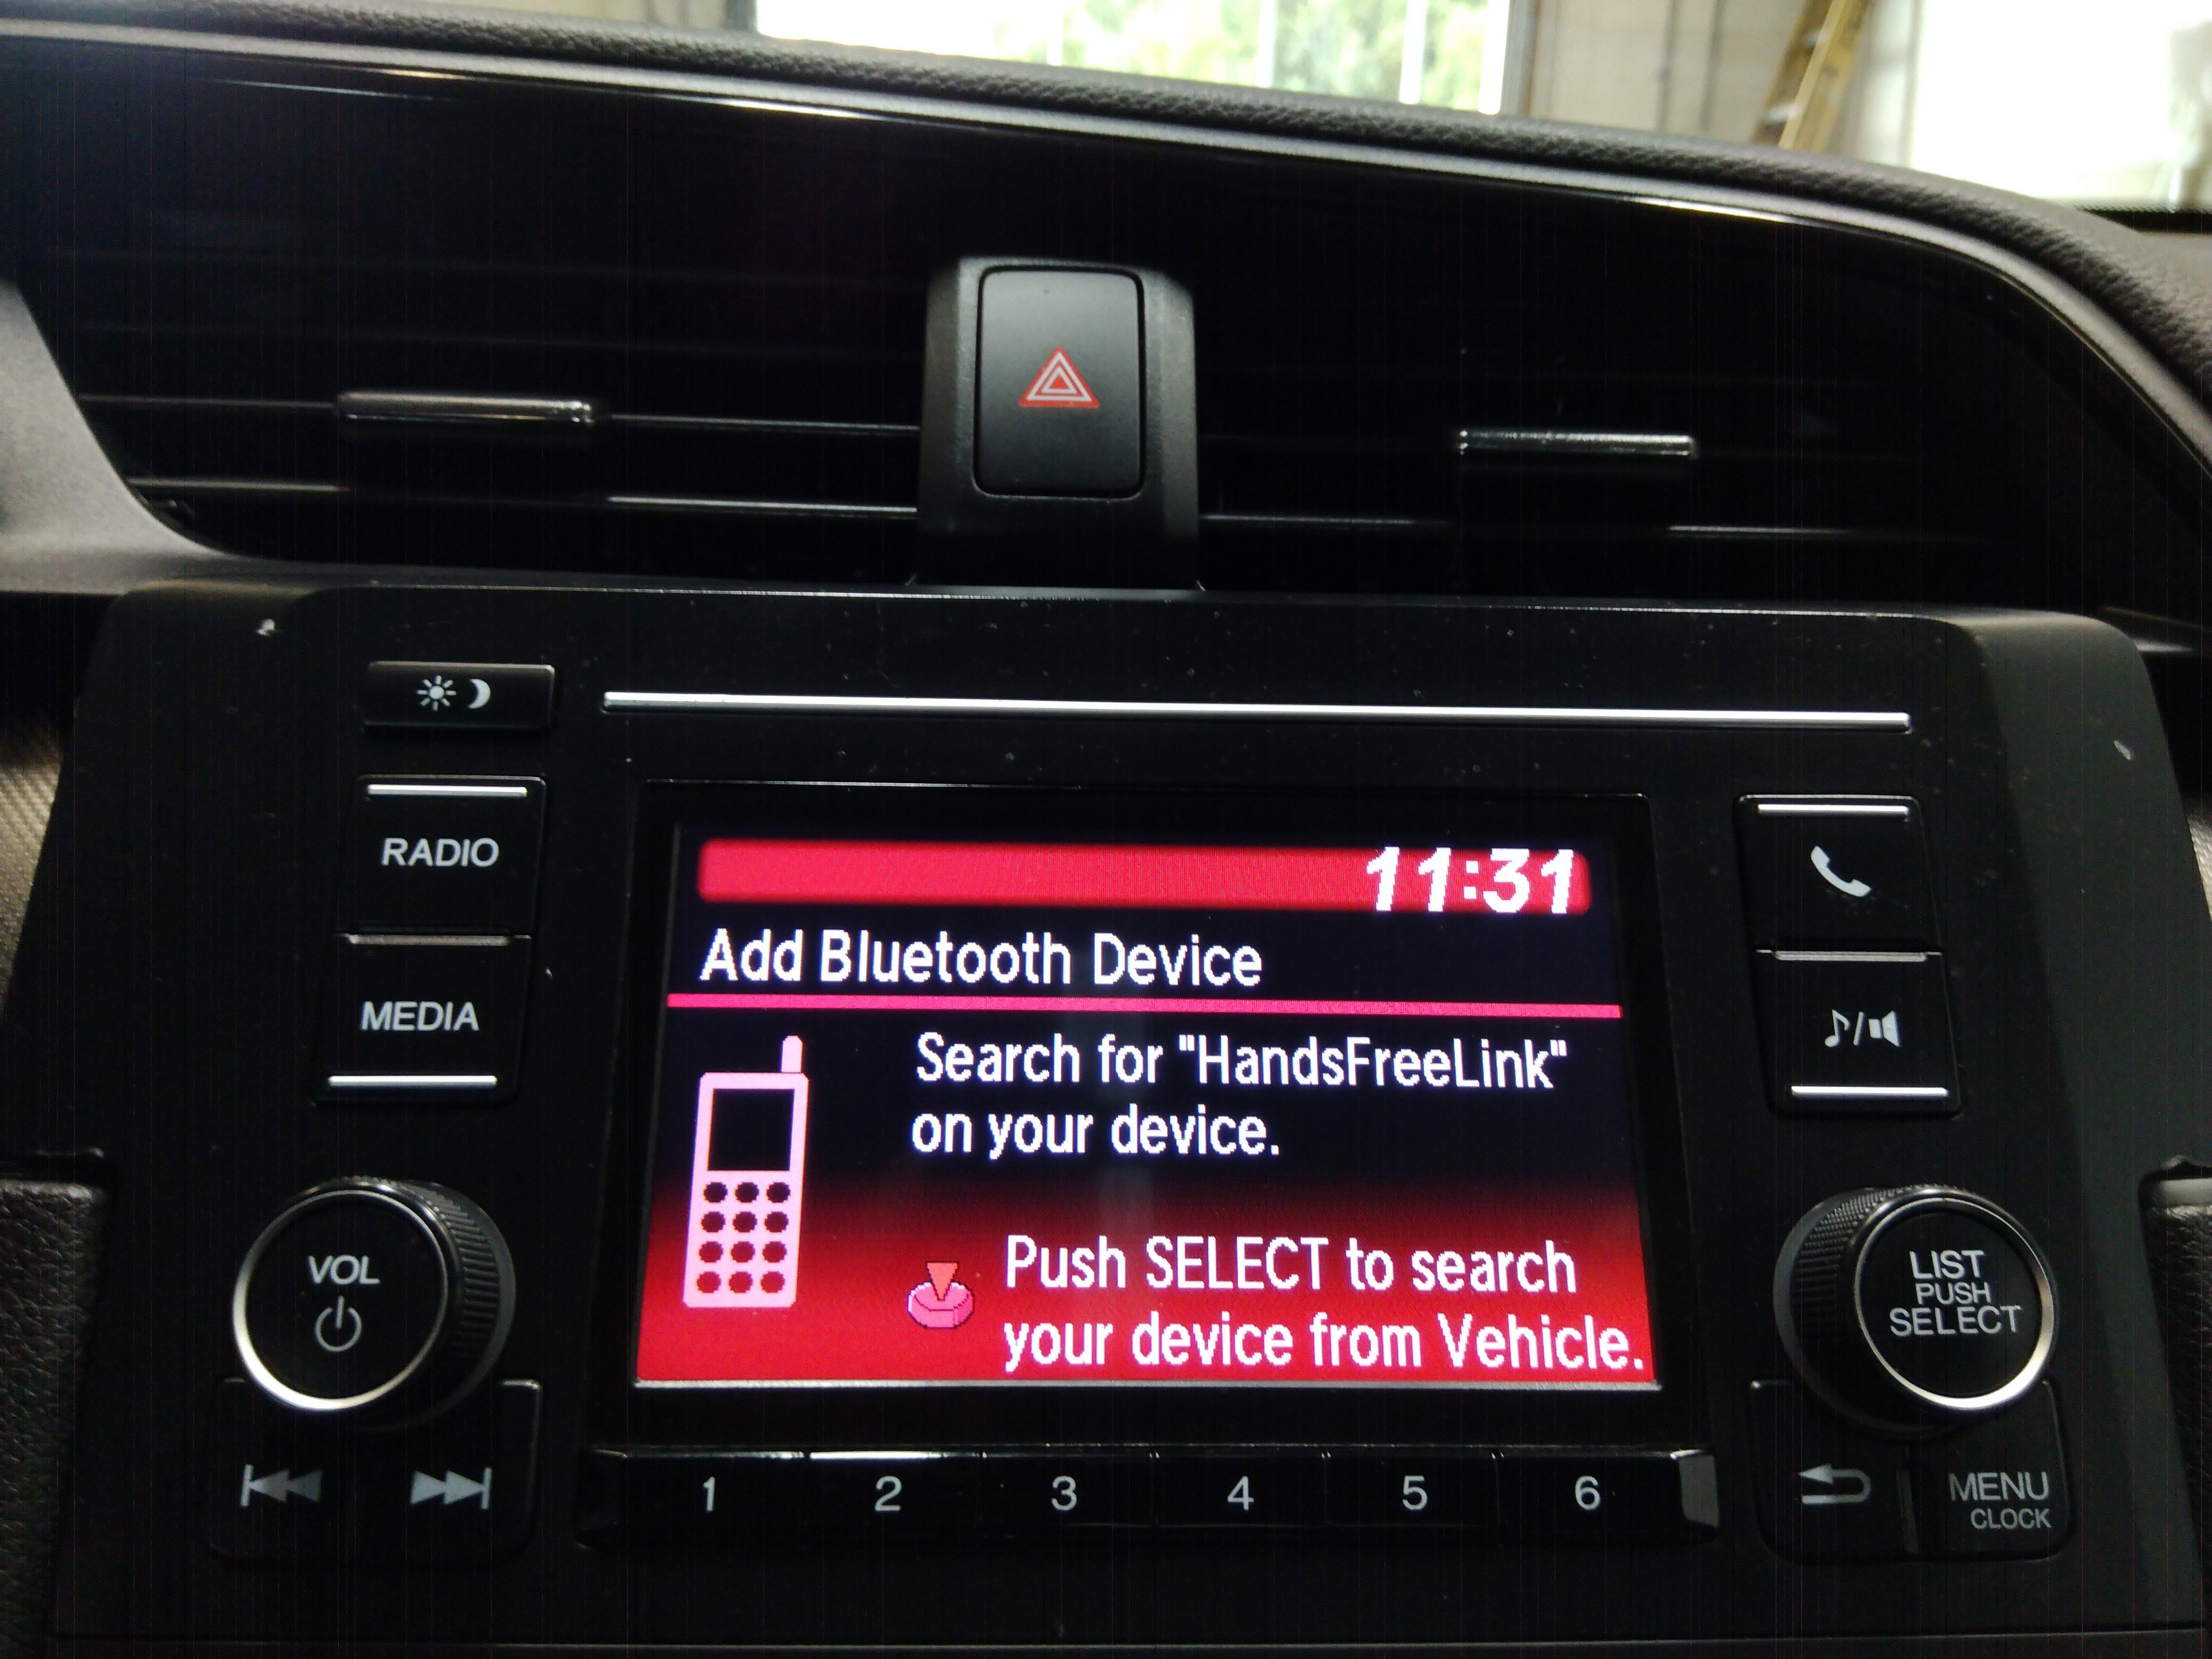 11:31
Add Bluetooth Device
Search for "HandsFreeLink"
on your device.
Push SELECT to search
your device from Vehicle.
RADIO
MEDIA
VOL
LIST
PUSH
SELECT
1 2 3 4 5 6
MENU
CLOCK